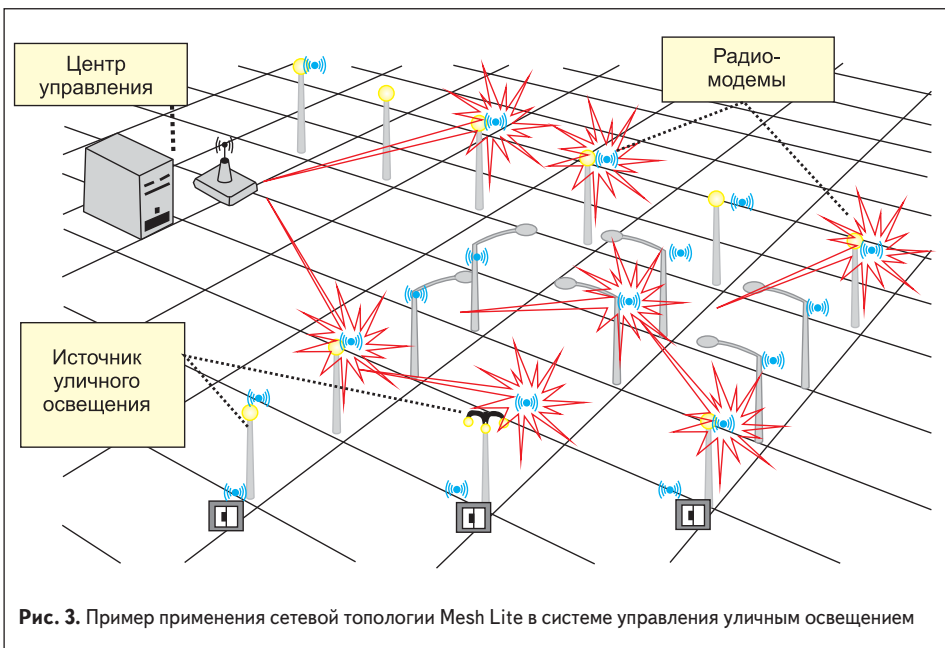 Центр
управления
Радио-
модемы
Источник
уличного
освещения
Рис. 3. Пример применения сетевой топологии Mesh Lite в системе управления уличным освещением